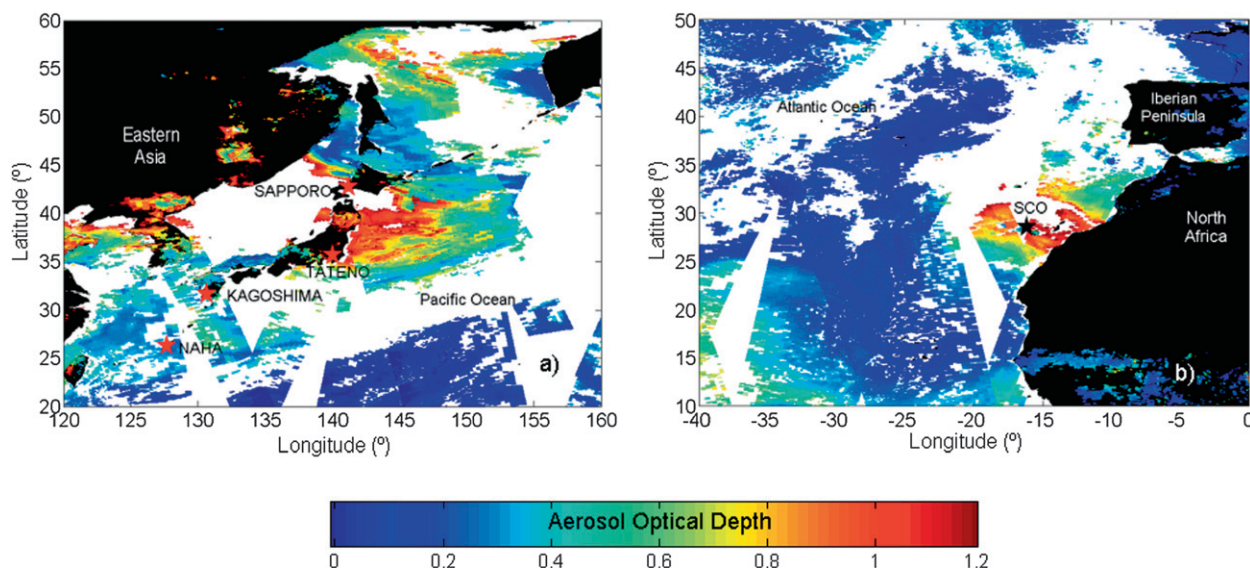 60
55
50
45
40
35
30
25
20
Latitude (º)
120 125 130 135 140 145 150 155 160
Longitude (º)
Eastern
Asia
SAPPORO
TATENO
KAGOSHIMA
NAHA
Pacific Ocean
a)
50
45
40
35
30
25
20
15
10
Latitude (º)
-40 -35 -30 -25 -20 -15 -10 -5 0
Longitude (º)
Atlantic Ocean
Iberian
Peninsula
SCO
North
Africa
b)
Aerosol Optical Depth
0 0.2 0.4 0.6 0.8 1 1.2